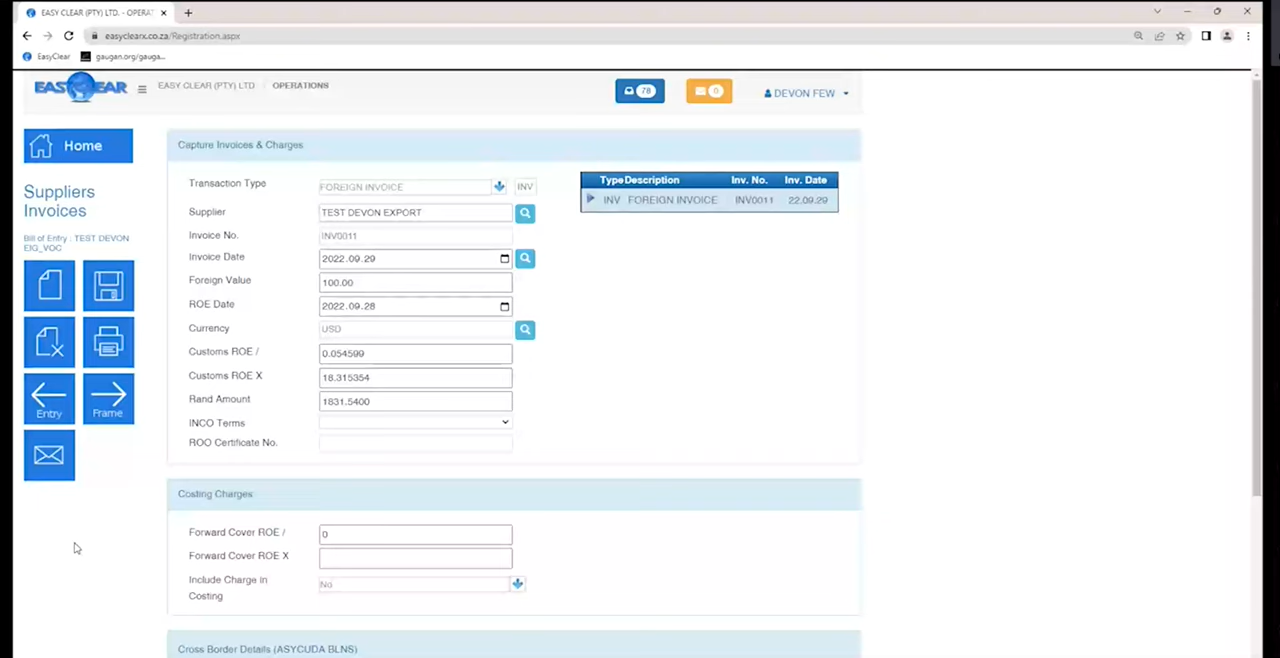 EASY CLEAR (PTY) LTD. - OPERAT
easyclearx.co.za/Registration.aspx
EasyClear gaugan.org/gauga...
EASYCLEAR EASY CLEAR (PTY) LTD OPERATIONS 78 0 DEVON FEW
Home
Suppliers
Invoices
Bill of Entry : TEST DEVON
EIG_VOC
Entry Frame
Capture Invoices & Charges
Transaction Type FOREIGN INVOICE INV
Supplier TEST DEVON EXPORT
Invoice No. INV0011
Invoice Date 2022.09.29
Foreign Value 100.00
ROE Date 2022.09.28
Currency USD
Customs ROE / 0.054599
Customs ROE X 18.315354
Rand Amount 1831.5400
INCO Terms
ROO Certificate No.
Type Description Inv. No. Inv. Date
INV FOREIGN INVOICE INV0011 22.09.29
Costing Charges
Forward Cover ROE / 0
Forward Cover ROE X
Include Charge in
Costing No
Cross Border Details (ASYCUDA BLNS)